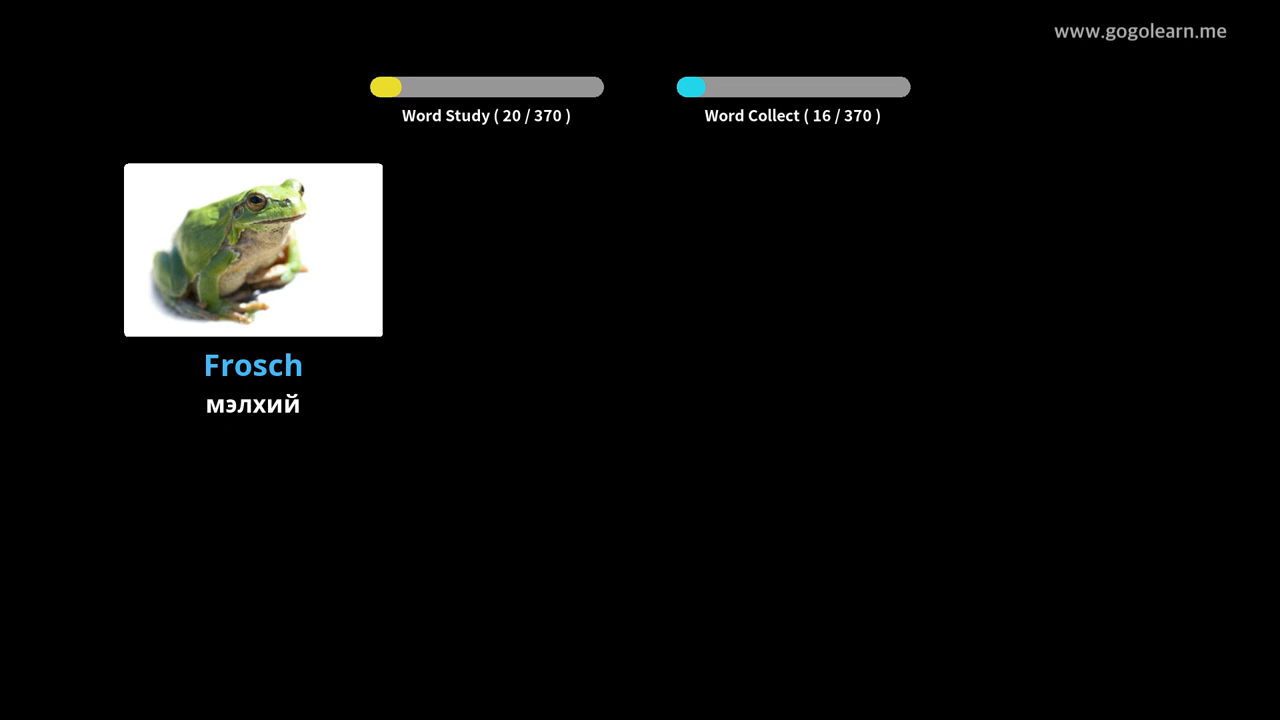 www.gogolearn.me
Word Study ( 20 / 370 )
Word Collect ( 16 / 370 )
Frosch
мэлхий